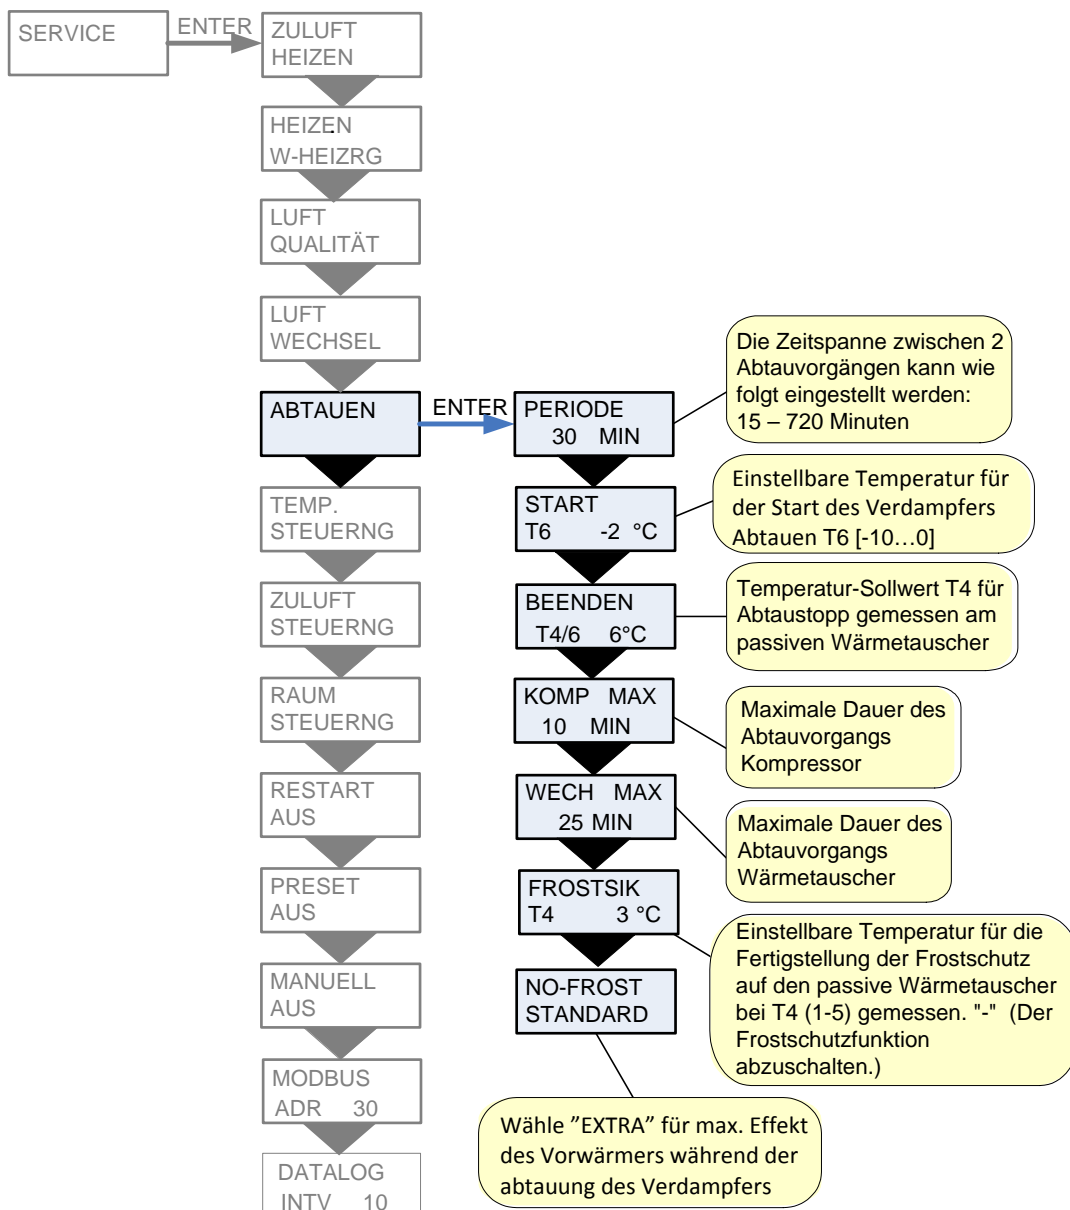 SERVICE
ENTER
ZULUFT
HEIZEN
HEIZEN
W-HEIZRG
LUFT
QUALITÄT
LUFT
WECHSEL
ABTAUEN
ENTER
TEMP.
STEUERNG
ZULUFT
STEUERNG
RAUM
STEUERNG
RESTART
AUS
PRESET
AUS
MANUELL
AUS
MODBUS
ADR 30
DATALOG
INTV 10
PERIODE
30 MIN
START
T6 -2 °C
BEENDEN
T4/6 6°C
KOMP MAX
10 MIN
WECH MAX
25 MIN
FROSTSIK
T4 3 °C
NO-FROST
STANDARD
Die Zeitspanne zwischen 2
Abtauvorgängen kann wie
folgt eingestellt werden:
15 – 720 Minuten
Einstellbare Temperatur für
der Start des Verdampfers
Abtauen T6 [-10…0]
Temperatur-Sollwert T4 für
Abtaustopp gemessen am
passiven Wärmetauscher
Maximale Dauer des
Abtauvorgangs
Kompressor
Maximale Dauer des
Abtauvorgangs
Wärmetauscher
Einstellbare Temperatur für die
Fertigstellung der Frostschutz
auf den passive Wärmetauscher
bei T4 (1-5) gemessen. "-" (Der
Frostschutzfunktion
abzuschalten.)
Wähle ”EXTRA” für max. Effekt
des Vorwärmers während der
abtauung des Verdampfers